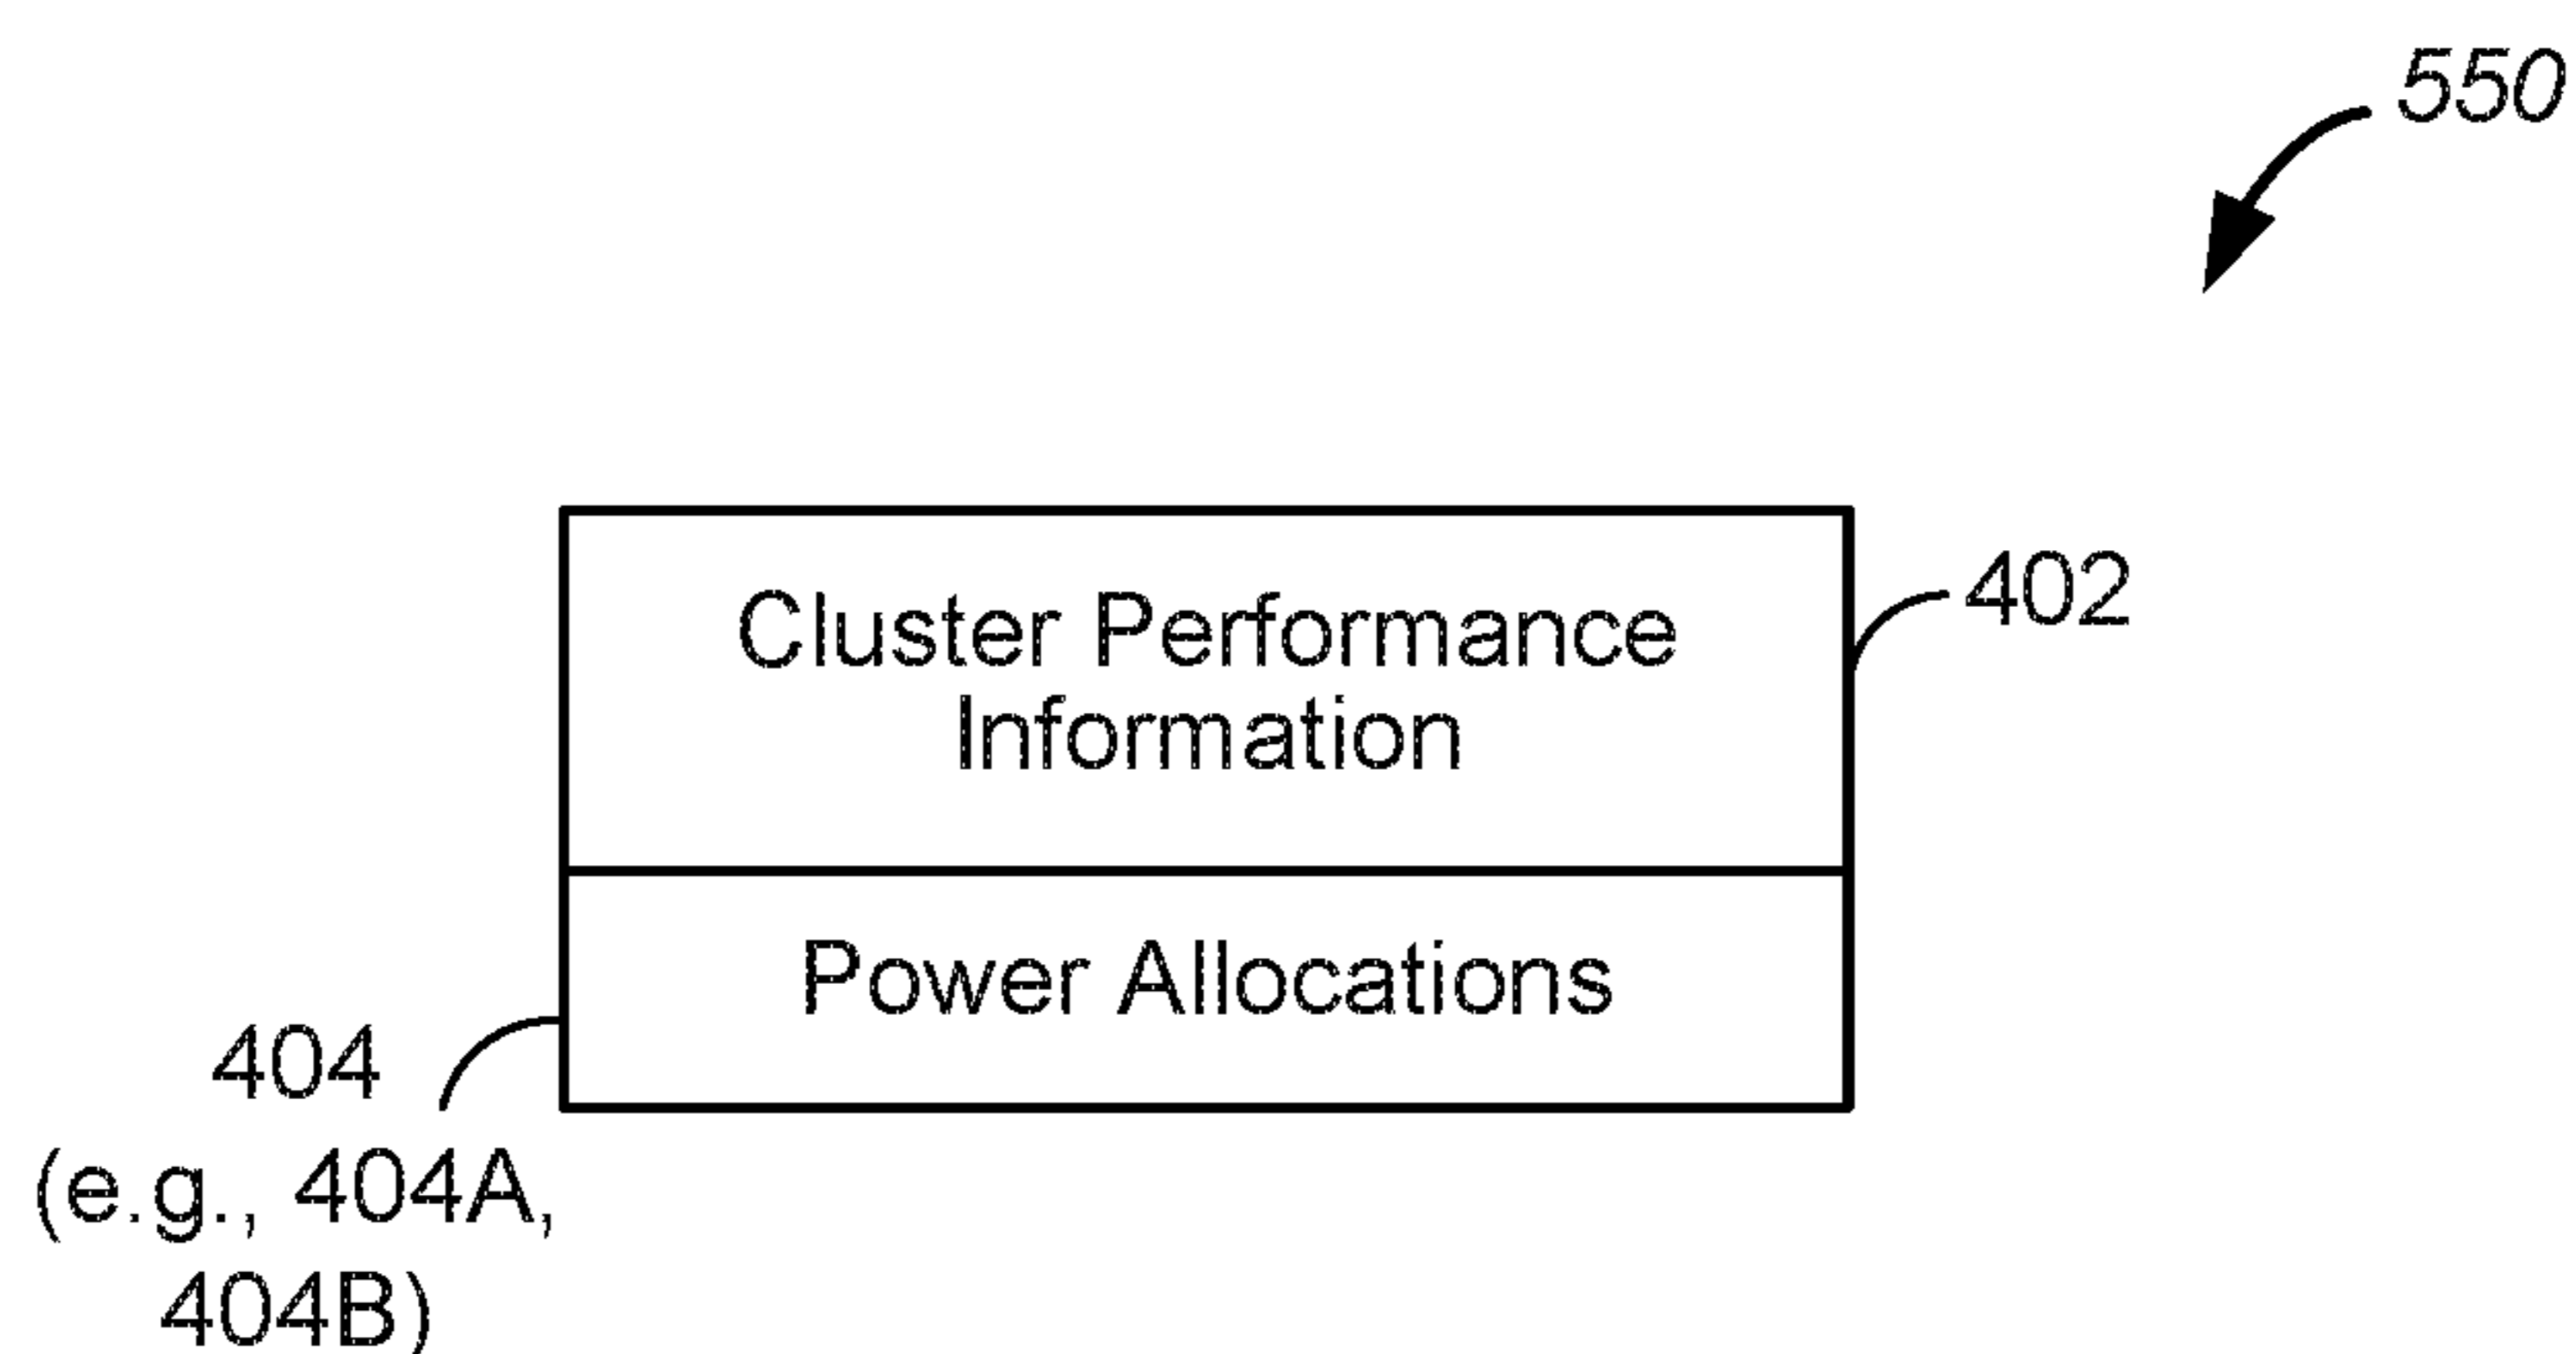 550
Cluster Performance
Information
402
Power Allocations
404
(e.g., 404A,
404B)